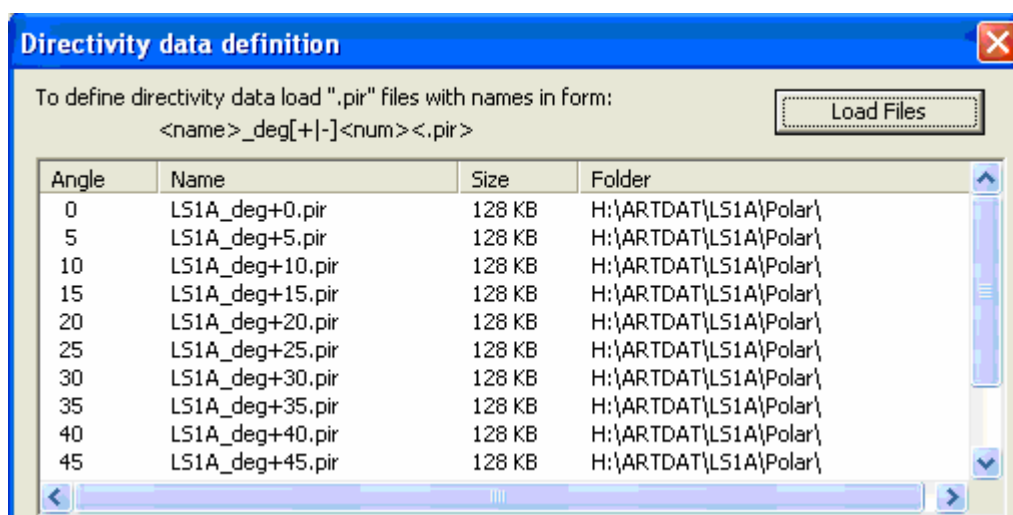 Directivity data definition
To define directivity data load ".pir" files with names in form:
<name>_deg[+|-]<num><.pir>
Load Files
Angle Name Size Folder
0 LS1A_deg+0.pir 128 KB H:\ARTDAT\LS1A\Polar\
5 LS1A_deg+5.pir 128 KB H:\ARTDAT\LS1A\Polar\
10 LS1A_deg+10.pir 128 KB H:\ARTDAT\LS1A\Polar\
15 LS1A_deg+15.pir 128 KB H:\ARTDAT\LS1A\Polar\
20 LS1A_deg+20.pir 128 KB H:\ARTDAT\LS1A\Polar\
25 LS1A_deg+25.pir 128 KB H:\ARTDAT\LS1A\Polar\
30 LS1A_deg+30.pir 128 KB H:\ARTDAT\LS1A\Polar\
35 LS1A_deg+35.pir 128 KB H:\ARTDAT\LS1A\Polar\
40 LS1A_deg+40.pir 128 KB H:\ARTDAT\LS1A\Polar\
45 LS1A_deg+45.pir 128 KB H:\ARTDAT\LS1A\Polar\